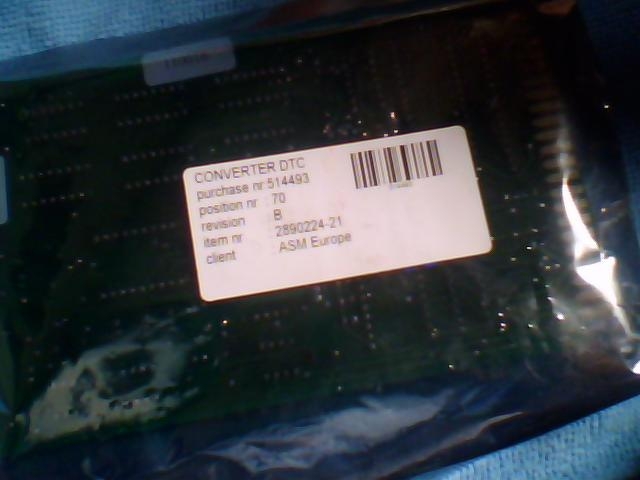 CONVERTER DTC
purchase nr 514493
position nr : 70
revision : B
item nr : 2890224-21
client : ASM Europe